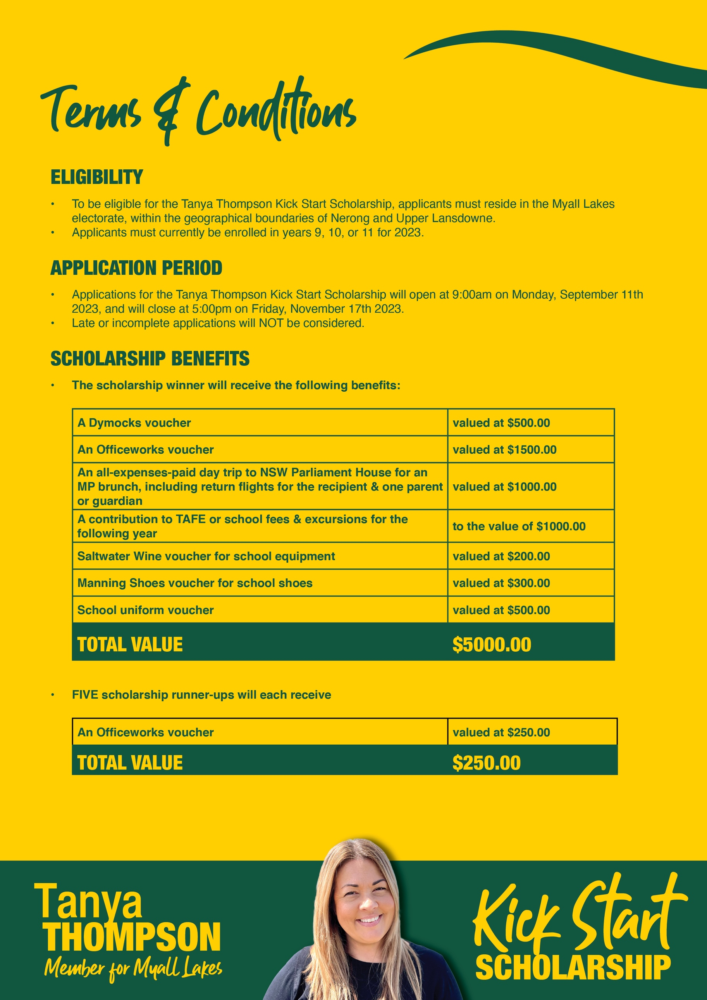 Terms & Conditions
ELIGIBILITY
• To be eligible for the Tanya Thompson Kick Start Scholarship, applicants must reside in the Myall Lakes
electorate, within the geographical boundaries of Nerong and Upper Lansdowne.
• Applicants must currently be enrolled in years 9, 10, or 11 for 2023.
APPLICATION PERIOD
• Applications for the Tanya Thompson Kick Start Scholarship will open at 9:00am on Monday, September 11th
2023, and will close at 5:00pm on Friday, November 17th 2023.
• Late or incomplete applications will NOT be considered.
SCHOLARSHIP BENEFITS
• The scholarship winner will receive the following benefits:
A Dymocks voucher valued at $500.00
An Officeworks voucher valued at $1500.00
An all-expenses-paid day trip to NSW Parliament House for an
MP brunch, including return flights for the recipient & one parent valued at $1000.00
or guardian
A contribution to TAFE or school fees & excursions for the
following year to the value of $1000.00
Saltwater Wine voucher for school equipment valued at $200.00
Manning Shoes voucher for school shoes valued at $300.00
School uniform voucher valued at $500.00
TOTAL VALUE $5000.00
• FIVE scholarship runner-ups will each receive
An Officeworks voucher valued at $250.00
TOTAL VALUE $250.00
Tanya
THOMPSON
Member for Myall Lakes
Kick Start
SCHOLARSHIP